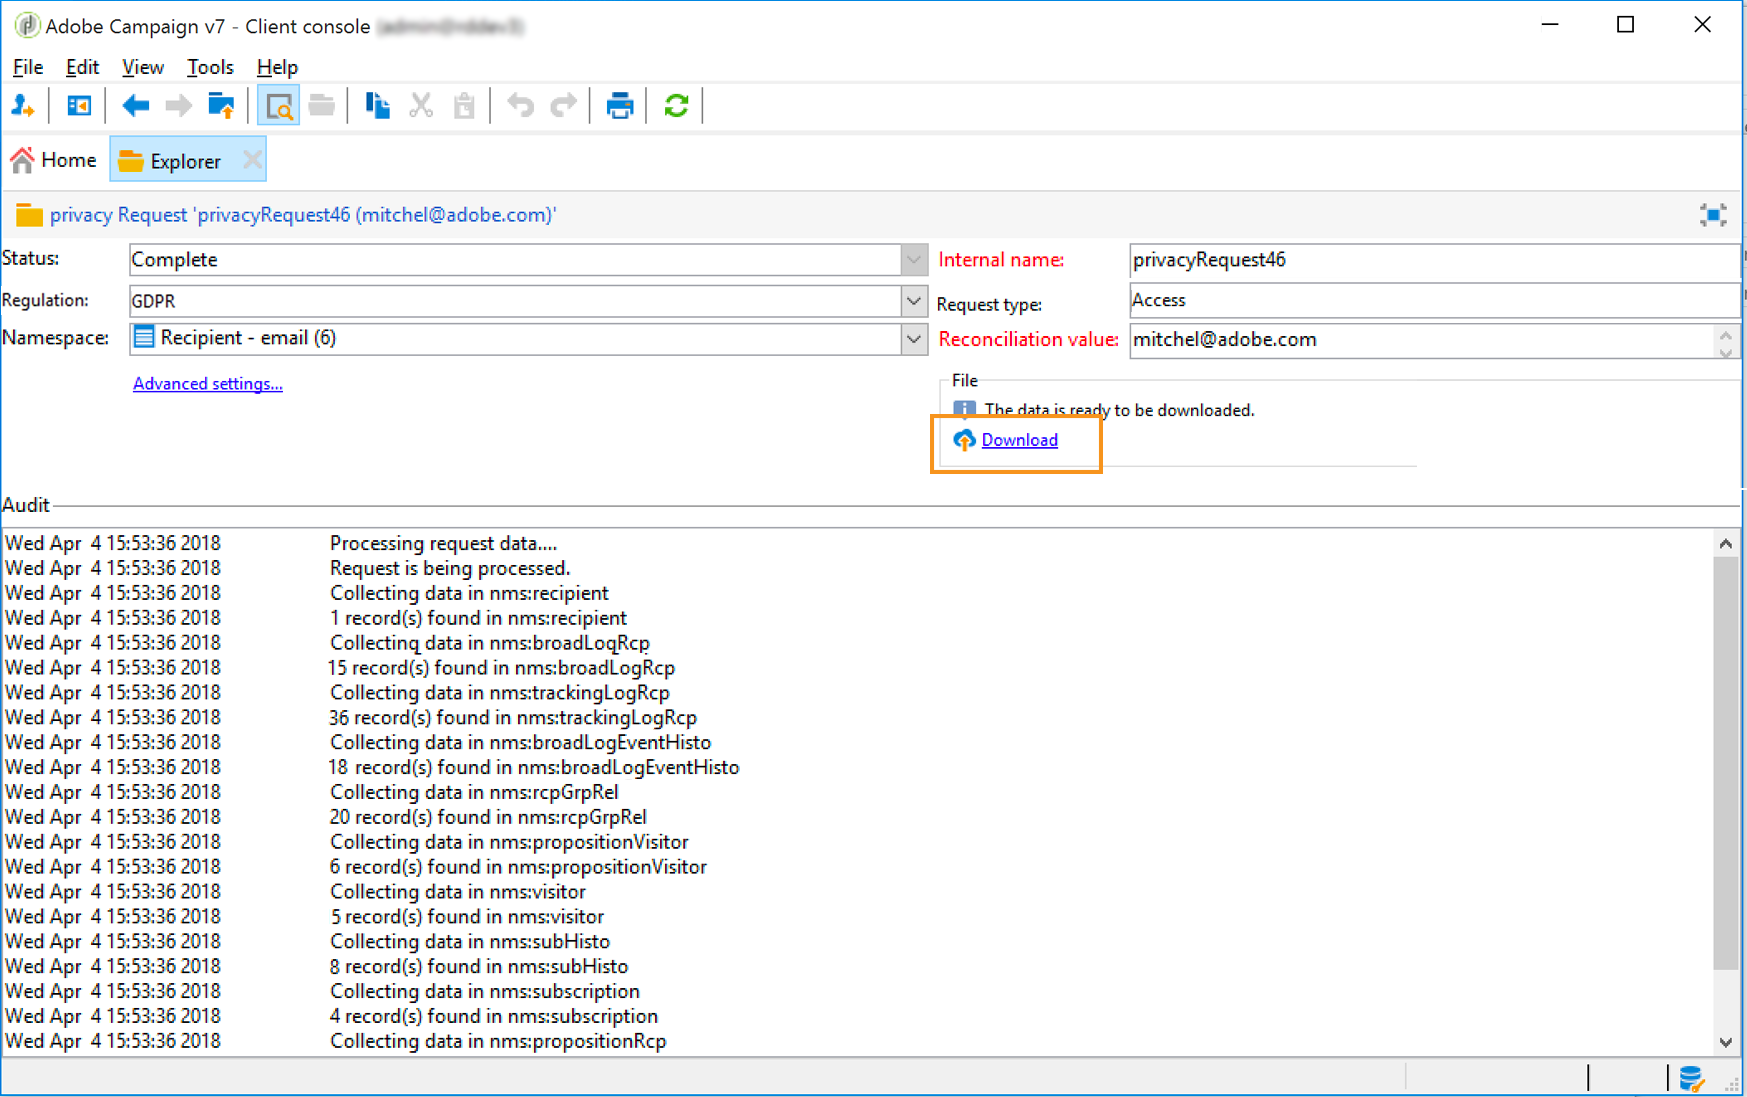 Adobe Campaign v7 - Client console
File Edit View Tools Help
Home Explorer
privacy Request 'privacyRequest46 (mitchel@adobe.com)'
Status: Complete Internal name: privacyRequest46
Regulation: GDPR Request type: Access
Namespace: Recipient - email (6) Reconciliation value: mitchel@adobe.com
Advanced settings...
File
The data is ready to be downloaded.
Download
Audit
Wed Apr 4 15:53:36 2018 Processing request data....
Wed Apr 4 15:53:36 2018 Request is being processed.
Wed Apr 4 15:53:36 2018 Collecting data in nms:recipient
Wed Apr 4 15:53:36 2018 1 record(s) found in nms:recipient
Wed Apr 4 15:53:36 2018 Collecting data in nms:broadLogRcp
Wed Apr 4 15:53:36 2018 15 record(s) found in nms:broadLogRcp
Wed Apr 4 15:53:36 2018 Collecting data in nms:trackingLogRcp
Wed Apr 4 15:53:36 2018 36 record(s) found in nms:trackingLogRcp
Wed Apr 4 15:53:36 2018 Collecting data in nms:broadLogEventHisto
Wed Apr 4 15:53:36 2018 18 record(s) found in nms:broadLogEventHisto
Wed Apr 4 15:53:36 2018 Collecting data in nms:rcpGrpRel
Wed Apr 4 15:53:36 2018 20 record(s) found in nms:rcpGrpRel
Wed Apr 4 15:53:36 2018 Collecting data in nms:propositionVisitor
Wed Apr 4 15:53:36 2018 6 record(s) found in nms:propositionVisitor
Wed Apr 4 15:53:36 2018 Collecting data in nms:visitor
Wed Apr 4 15:53:36 2018 5 record(s) found in nms:visitor
Wed Apr 4 15:53:36 2018 Collecting data in nms:subHisto
Wed Apr 4 15:53:36 2018 8 record(s) found in nms:subHisto
Wed Apr 4 15:53:36 2018 Collecting data in nms:subscription
Wed Apr 4 15:53:36 2018 4 record(s) found in nms:subscription
Wed Apr 4 15:53:36 2018 Collecting data in nms:propositionRcp